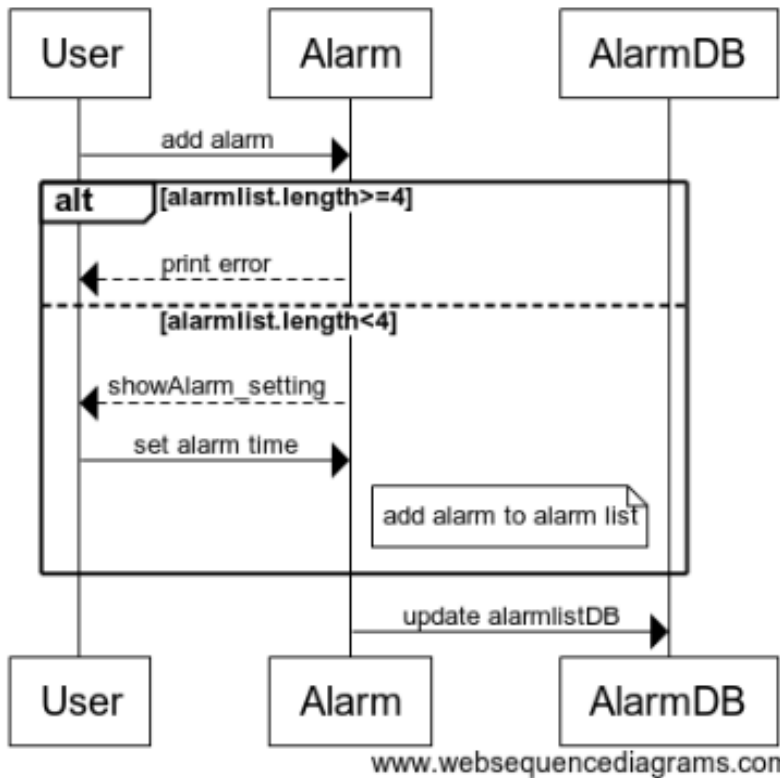 User Alarm AlarmDB
add alarm
alt [alarmlist.length>=4]
print error
[alarmlist.length<4]
showAlarm_setting
set alarm time
add alarm to alarm list
update alarmlistDB
User Alarm AlarmDB
www.websequencediagrams.com